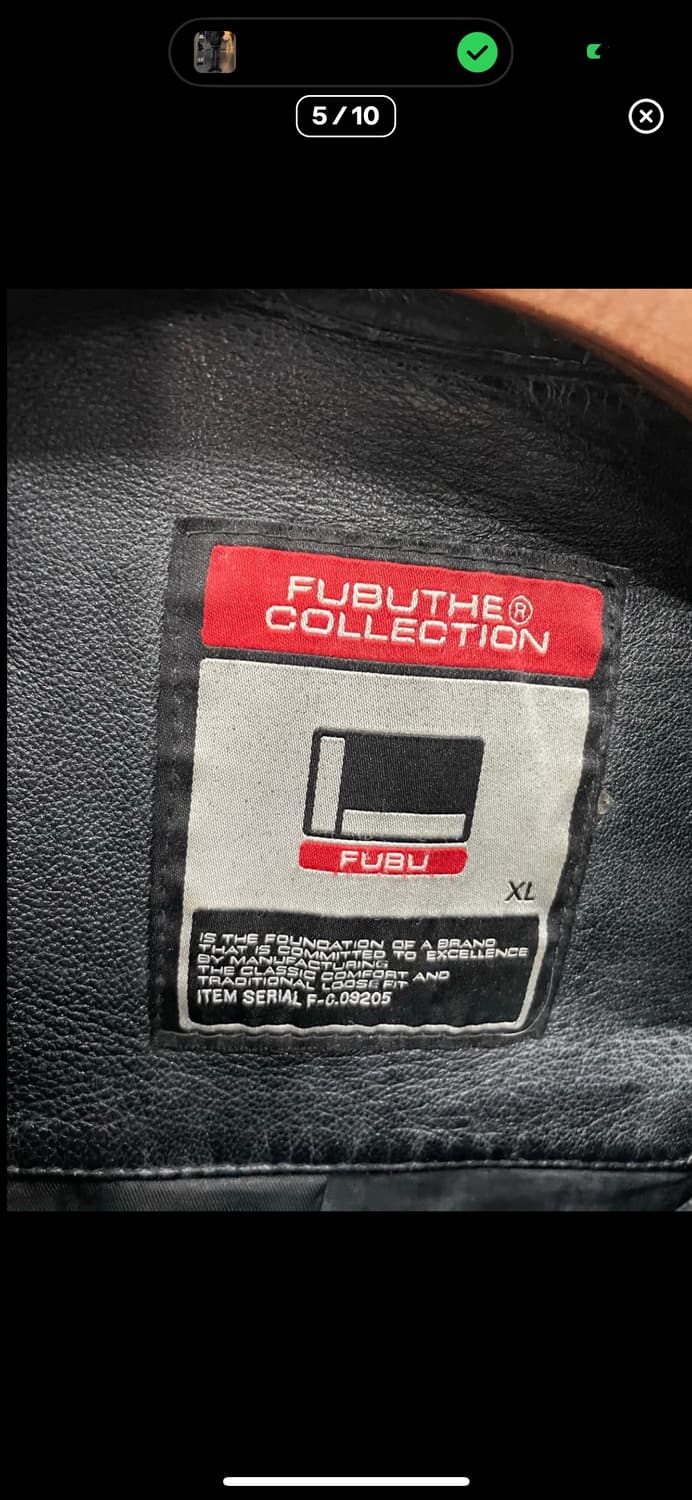 5/10
FUBUTHE®
COLLECTION
FUBU
XL
IS THE FOUNDATION OF A BRAND
THAT IS COMMITTED TO EXCELLENCE
BY MANUFACTURING
THE CLASSIC COMFORT AND
TRADITIONAL LOOSE FIT
ITEM SERIAL F-C.09205